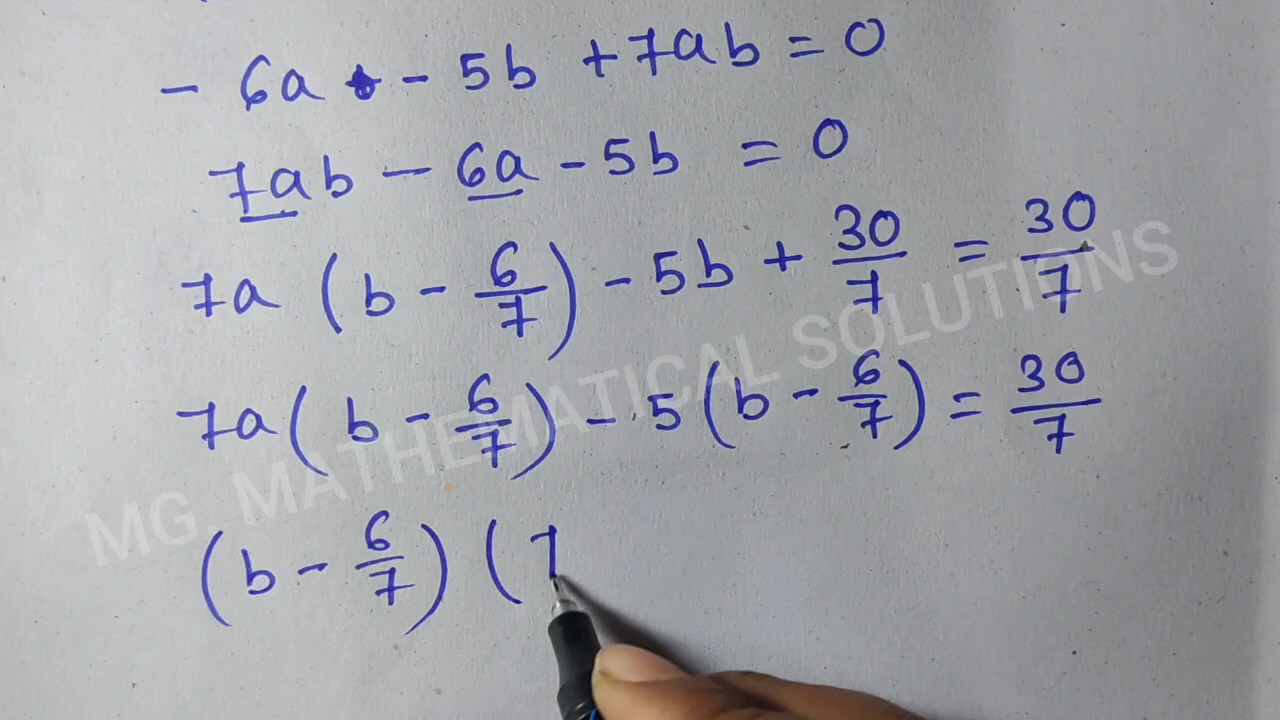 - 6a - 5b + 7ab = 0
7ab - 6a - 5b = 0
7a (b - 6/7) - 5b + 30/7 = 30/7
7a (b - 6/7) - 5 (b - 6/7) = 30/7
(b - 6/7) (7
MG. MATHEMATICAL SOLUTIONS